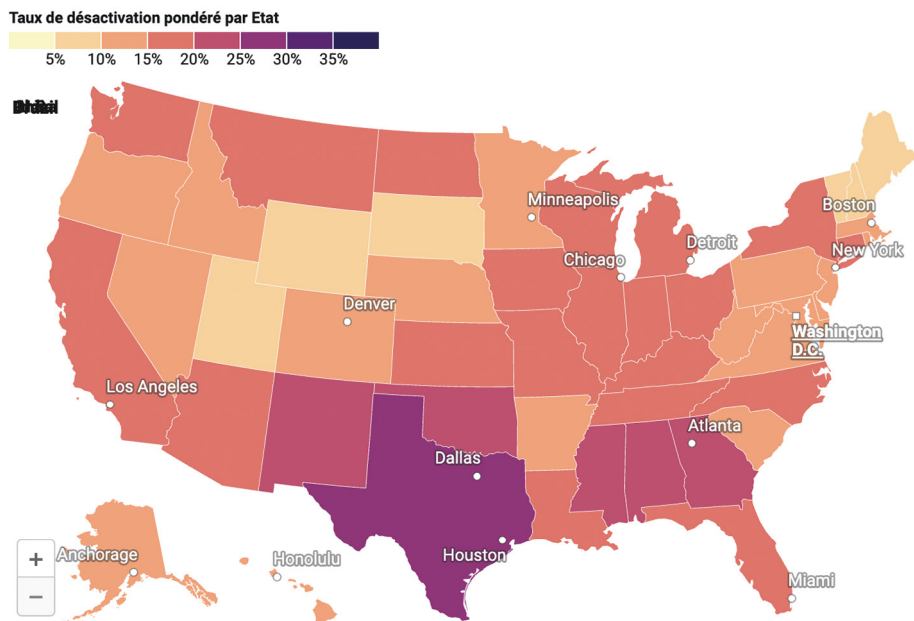 Taux de désactivation pondéré par Etat
5% 10% 15% 20% 25% 30% 35%
Minneapolis
Boston
Detroit
New York
Chicago
Denver
Washington
D.C.
Los Angeles
Atlanta
Dallas
Houston
Anchorage
Honolulu
Miami
+
−